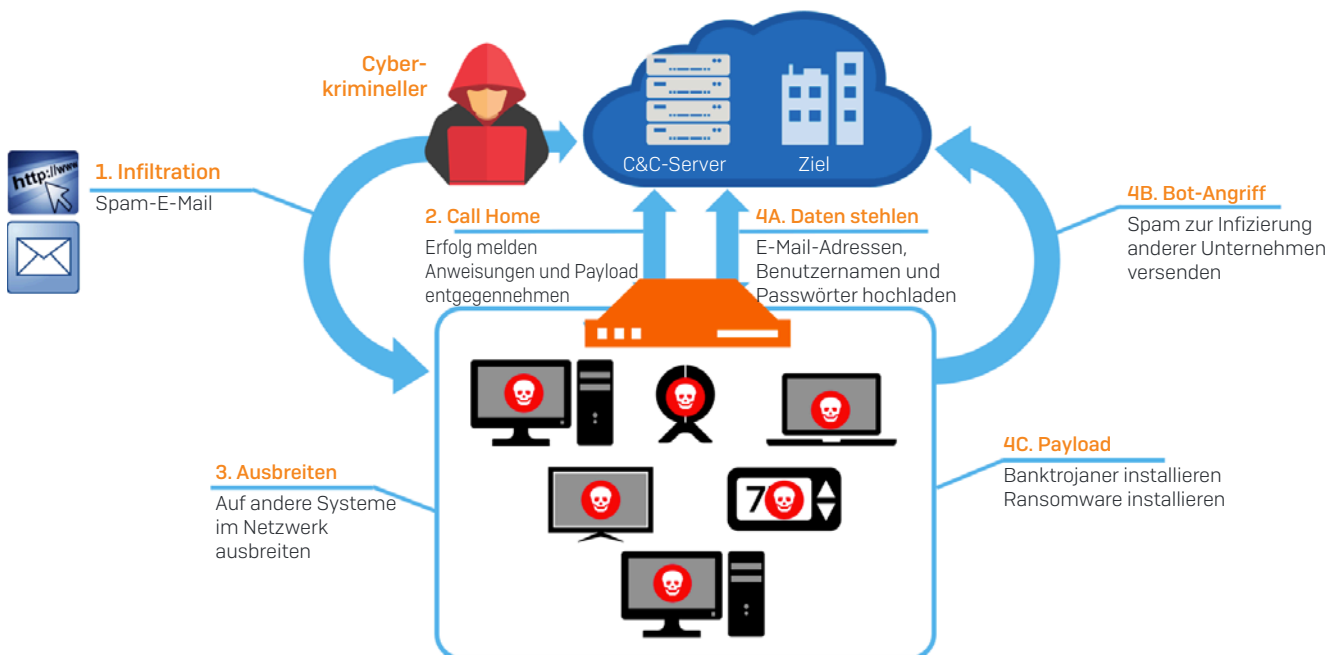 Cyber-
krimineller
C&C-Server
Ziel
http://www
1. Infiltration
Spam-E-Mail
2. Call Home
Erfolg melden
Anweisungen und Payload
entgegennehmen
4A. Daten stehlen
E-Mail-Adressen,
Benutzernamen und
Passwörter hochladen
4B. Bot-Angriff
Spam zur Infizierung
anderer Unternehmen
versenden
3. Ausbreiten
Auf andere Systeme
im Netzwerk
ausbreiten
7
4C. Payload
Banktrojaner installieren
Ransomware installieren